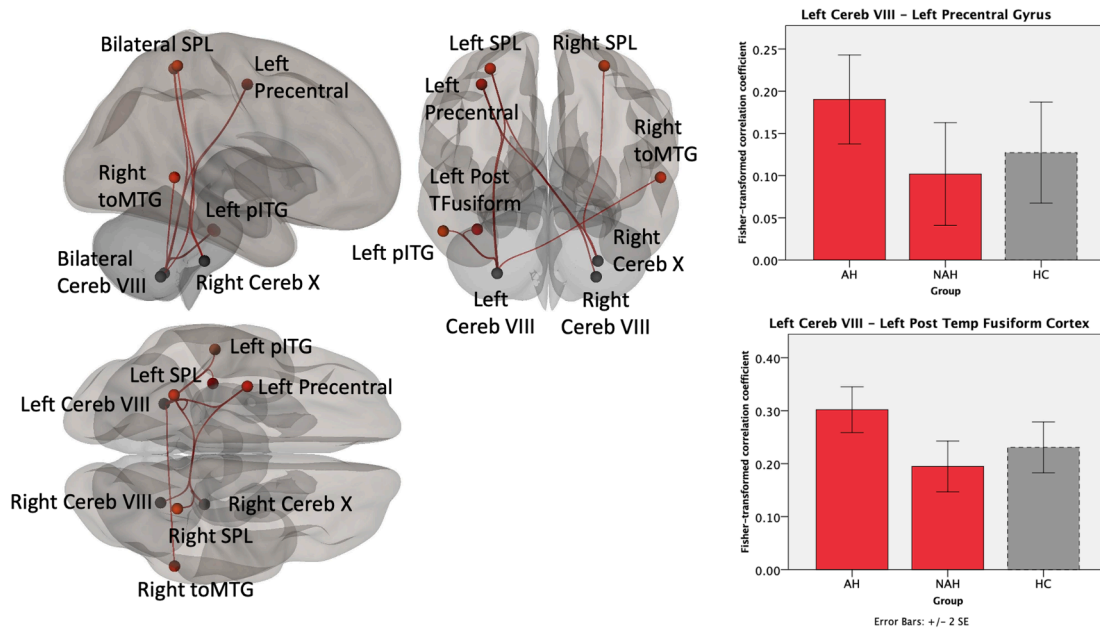 Bilateral SPL
Left
Precentral
Right
toMTG
Left pITG
Bilateral
Cereb VIII
Right Cereb X
Left SPL
Right SPL
Left
Precentral
Right
toMTG
Left Post
TFusiform
Left pITG
Right
Cereb X
Left
Cereb VIII
Right
Cereb VIII
Left pITG
Left SPL
Left Precentral
Left Cereb VIII
Right Cereb VIII
Right Cereb X
Right SPL
Right toMTG
Left Cereb VIII – Left Precentral Gyrus
Fisher-transformed correlation coefficient
0.25
0.20
0.15
0.10
0.05
0.00
AH
NAH
HC
Group
Left Cereb VIII – Left Post Temp Fusiform Cortex
Fisher-transformed correlation coefficient
0.40
0.30
0.20
0.10
0.00
AH
NAH
HC
Group
Error Bars: +/- 2 SE